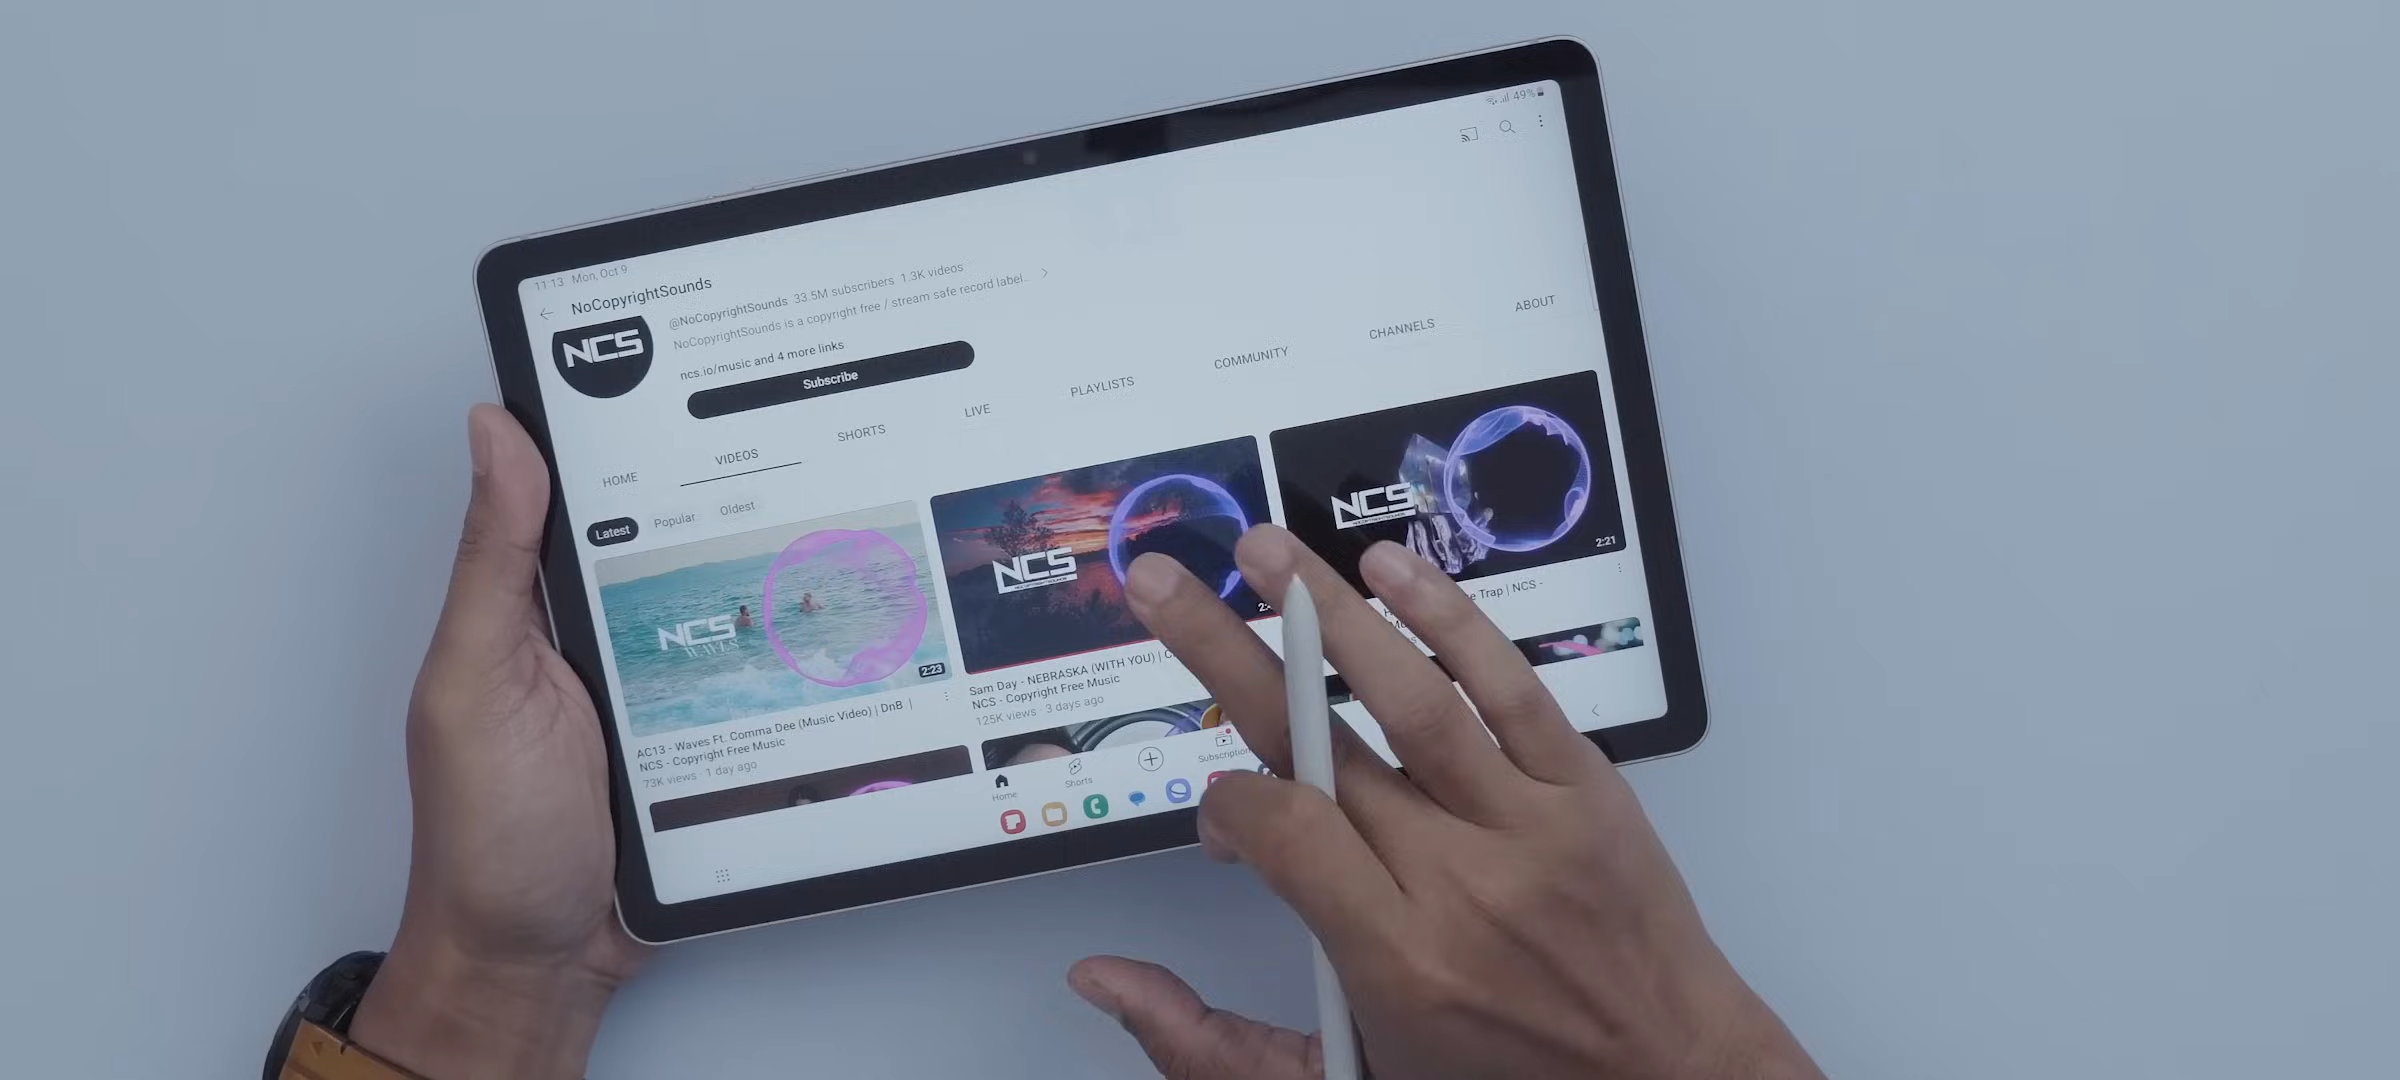 11:13 Mon, Oct 9
49%
NoCopyrightSounds
NCS
@NoCopyrightSounds 33.5M subscribers 1.3K videos
NoCopyrightSounds is a copyright free / stream safe record label...
ncs.io/music and 4 more links
Subscribe
HOME VIDEOS SHORTS LIVE PLAYLISTS COMMUNITY CHANNELS ABOUT
Latest Popular Oldest
NCS
WAVES
2:23
AC13 - Waves Ft. Comma Dee (Music Video) | DnB |
NCS - Copyright Free Music
73K views · 1 day ago
NCS
NOCOPYRIGHTSOUNDS
Sam Day - NEBRASKA (WITH YOU) |
NCS - Copyright Free Music
125K views · 3 days ago
NCS
NOCOPYRIGHTSOUNDS
2:21
Trap | NCS -
Home
Shorts